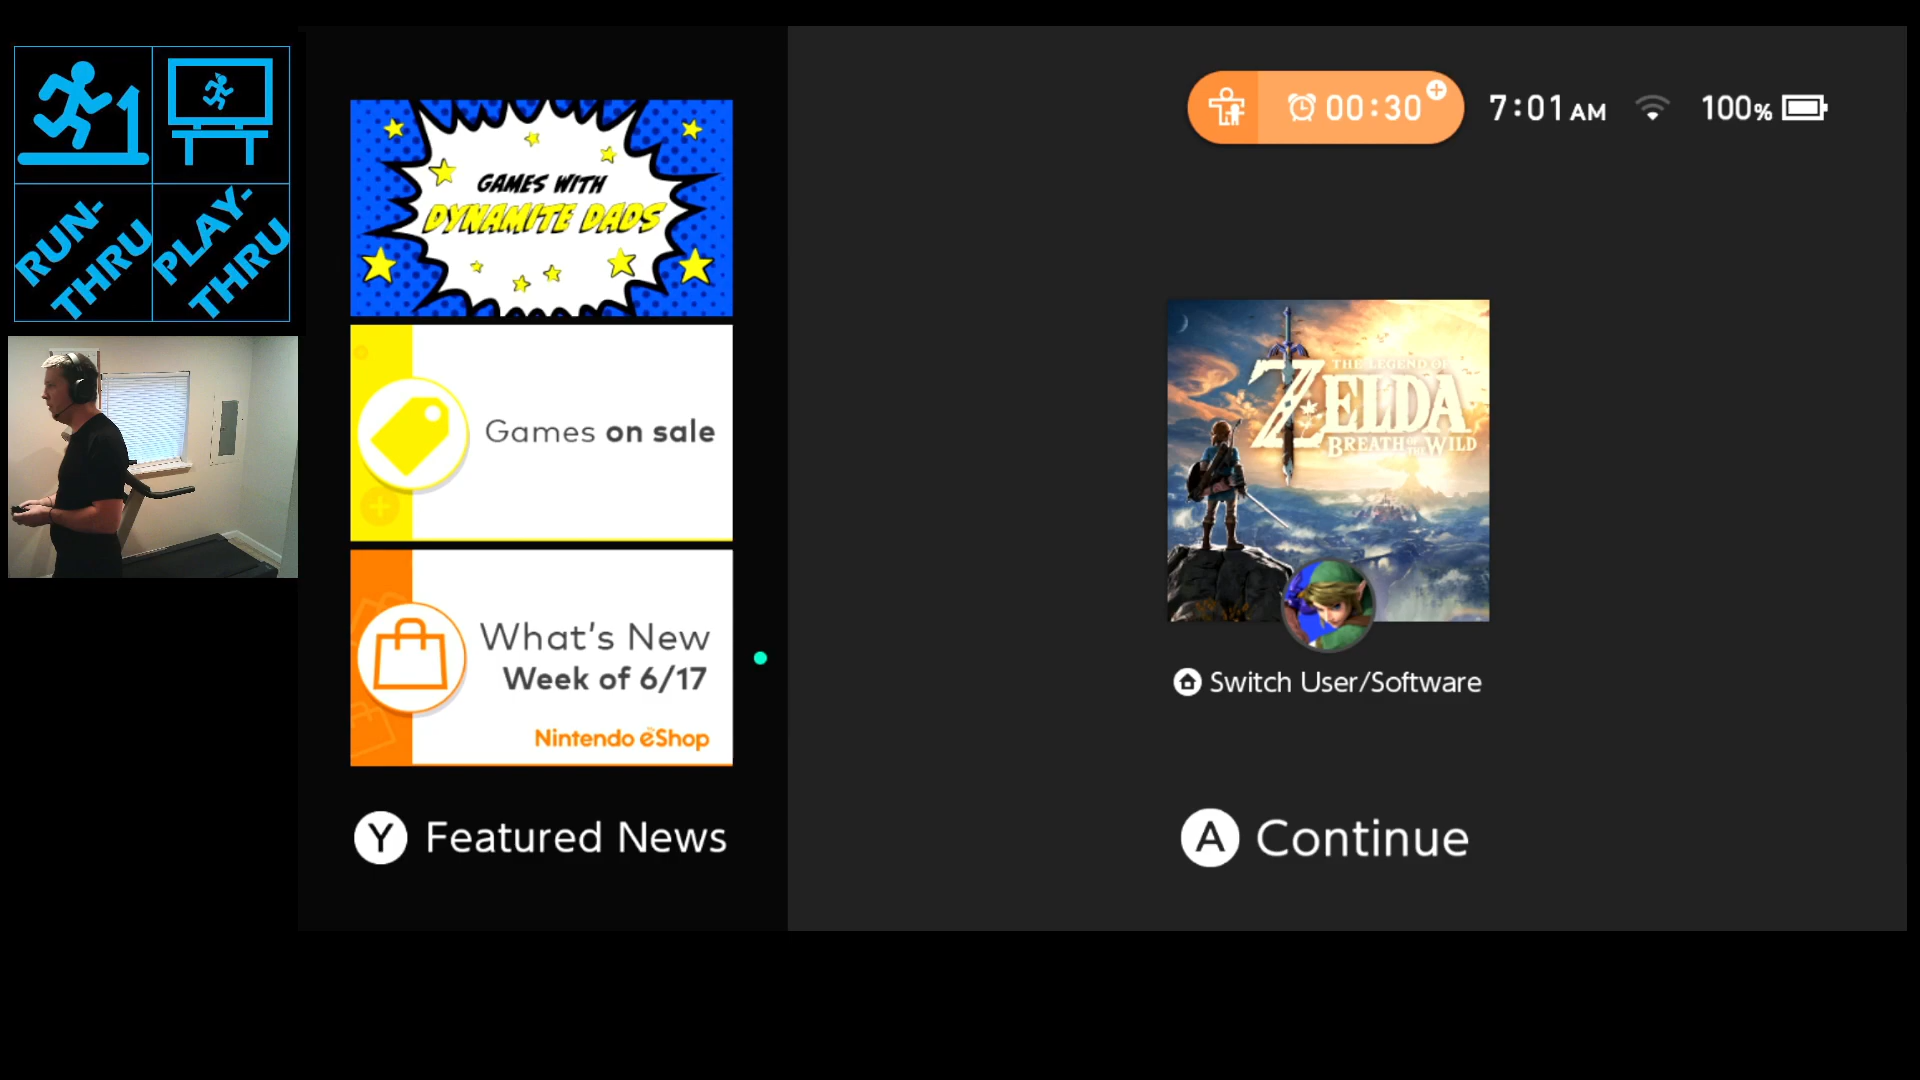 RUN-
THRU
PLAY-
THRU
GAMES WITH
DYNAMITE DADS
Games on sale
What's New
Week of 6/17
Nintendo eShop
Y Featured News
00:30
7:01 AM
100%
THE LEGEND OF
ZELDA
BREATH OF THE WILD
Switch User/Software
A Continue